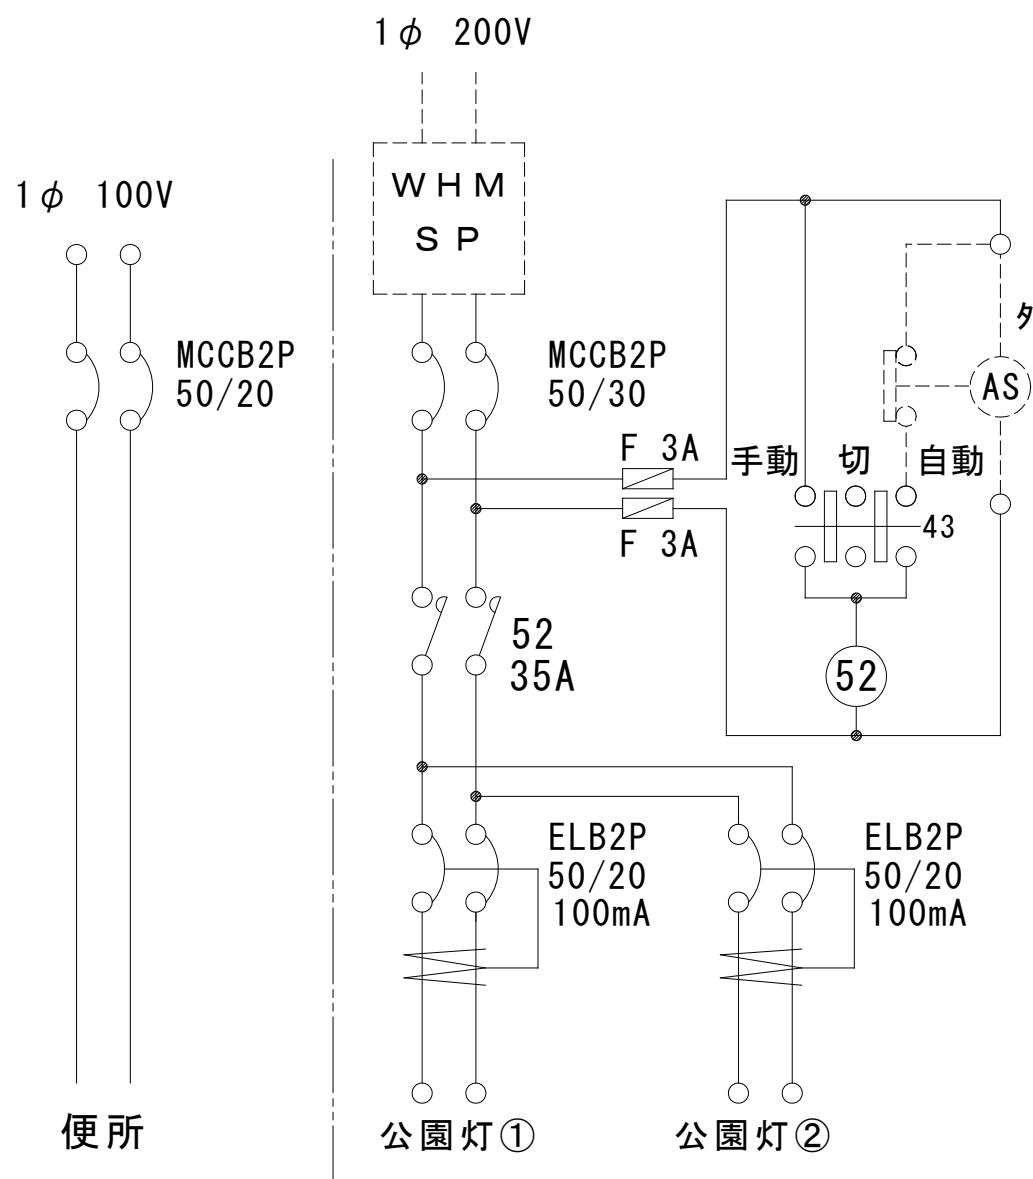 1φ 200V
WHM
SP
1φ 100V
MCCB2P
50/20
MCCB2P
50/30
F 3A
F 3A
手動 切 自動
43
タ
AS
52
35A
52
ELB2P
50/20
100mA
ELB2P
50/20
100mA
便所
公園灯①
公園灯②